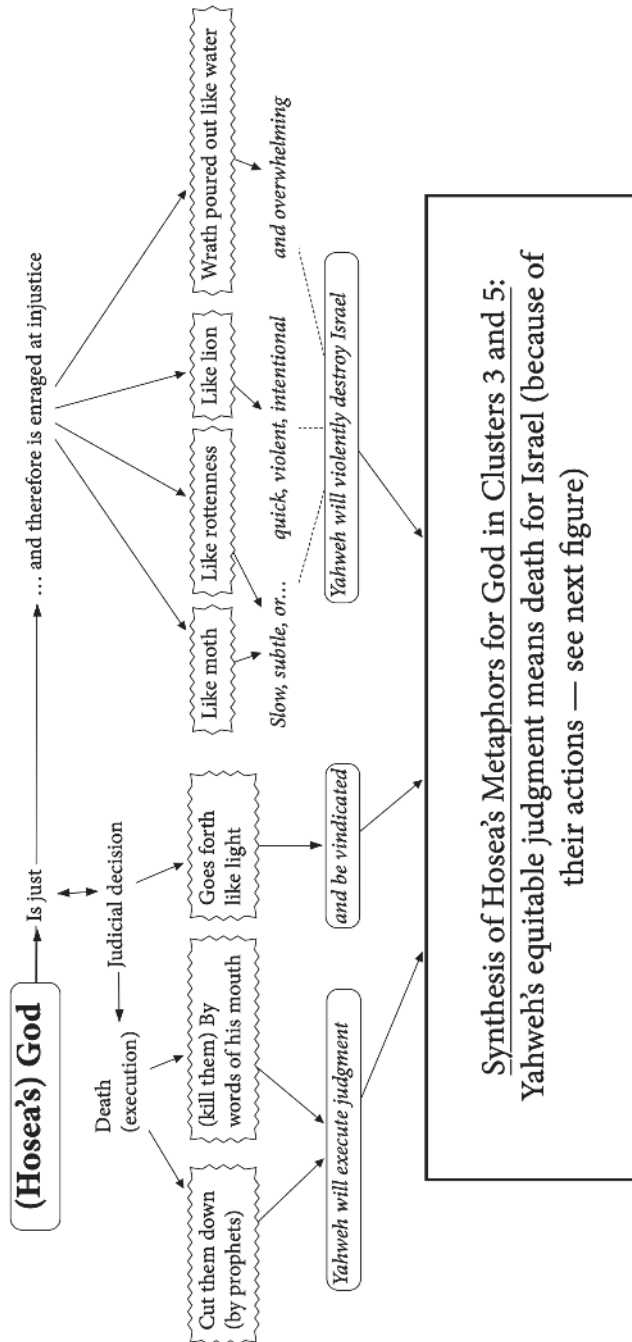 (Hosea's) God
Is just
… and therefore is enraged at injustice
Death
(execution)
Judicial decision
Cut them down
(by prophets)
(kill them) By
words of his mouth
Goes forth
like light
Like moth
Like rottenness
Like lion
Wrath poured out like water
Slow, subtle, or…
quick, violent, intentional
and overwhelming
Yahweh will execute judgment
and be vindicated
Yahweh will violently destroy Israel
Synthesis of Hosea's Metaphors for God in Clusters 3 and 5:
Yahweh's equitable judgment means death for Israel (because of
their actions — see next figure)